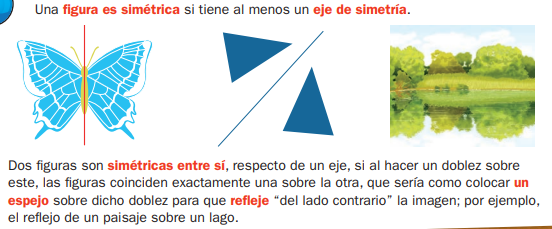 Una figura es simétrica si tiene al menos un eje de simetría.
Dos figuras son simétricas entre sí, respecto de un eje, si al hacer un doblez sobre
este, las figuras coinciden exactamente una sobre la otra, que sería como colocar un
espejo sobre dicho doblez para que refleje “del lado contrario” la imagen; por ejemplo,
el reflejo de un paisaje sobre un lago.